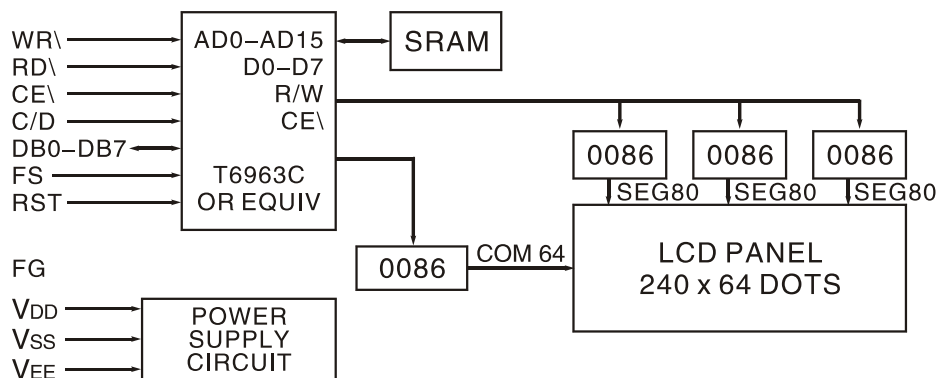 WR\
RD\
CE\
C/D
DB0-DB7
FS
RST
FG
VDD
VSS
VEE
AD0-AD15
D0-D7
R/W
CE\
T6963C
OR EQUIV
SRAM
0086
0086
0086
SEG80
SEG80
SEG80
0086
COM 64
LCD PANEL
240 x 64 DOTS
POWER
SUPPLY
CIRCUIT